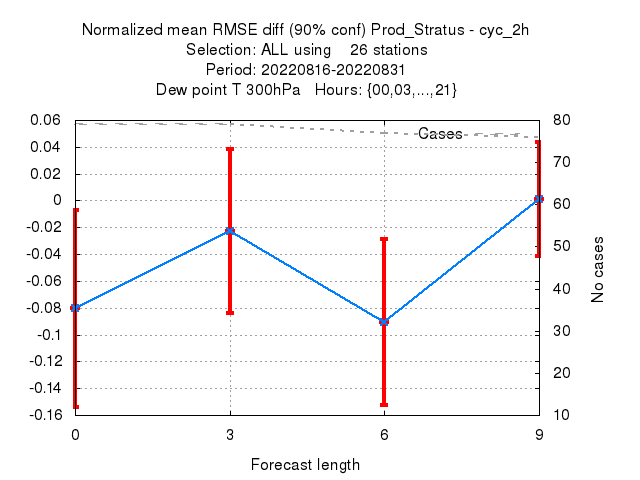 Normalized mean RMSE diff (90% conf) Prod_Stratus - cyc_2h
Selection: ALL using    26 stations
Period: 20220816-20220831
Dew point T 300hPa   Hours: {00,03,...,21}
0.06
0.04
0.02
0
-0.02
-0.04
-0.06
-0.08
-0.1
-0.12
-0.14
-0.16
Cases
80
70
60
50
40
30
20
10
No cases
0 3 6 9
Forecast length